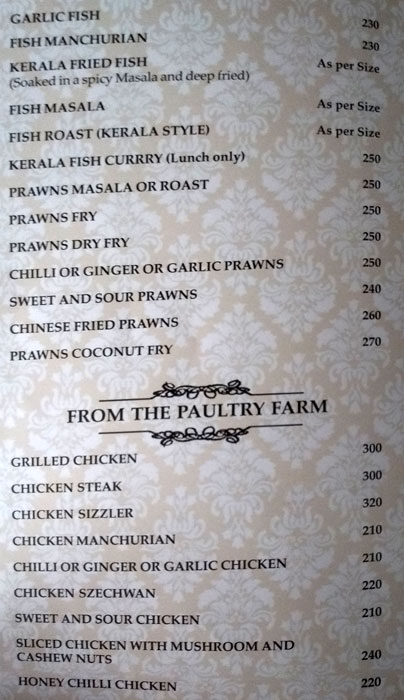 GARLIC FISH 230
FISH MANCHURIAN 230
KERALA FRIED FISH As per Size
(Soaked in a spicy Masala and deep fried)
FISH MASALA As per Size
FISH ROAST (KERALA STYLE) As per Size
KERALA FISH CURRRY (Lunch only) 250
PRAWNS MASALA OR ROAST 250
PRAWNS FRY 250
PRAWNS DRY FRY 250
CHILLI OR GINGER OR GARLIC PRAWNS 250
SWEET AND SOUR PRAWNS 240
CHINESE FRIED PRAWNS 260
PRAWNS COCONUT FRY 270
FROM THE PAULTRY FARM
GRILLED CHICKEN 300
CHICKEN STEAK 300
CHICKEN SIZZLER 320
CHICKEN MANCHURIAN 210
CHILLI OR GINGER OR GARLIC CHICKEN 210
CHICKEN SZECHWAN 220
SWEET AND SOUR CHICKEN 210
SLICED CHICKEN WITH MUSHROOM AND
CASHEW NUTS 240
HONEY CHILLI CHICKEN 220